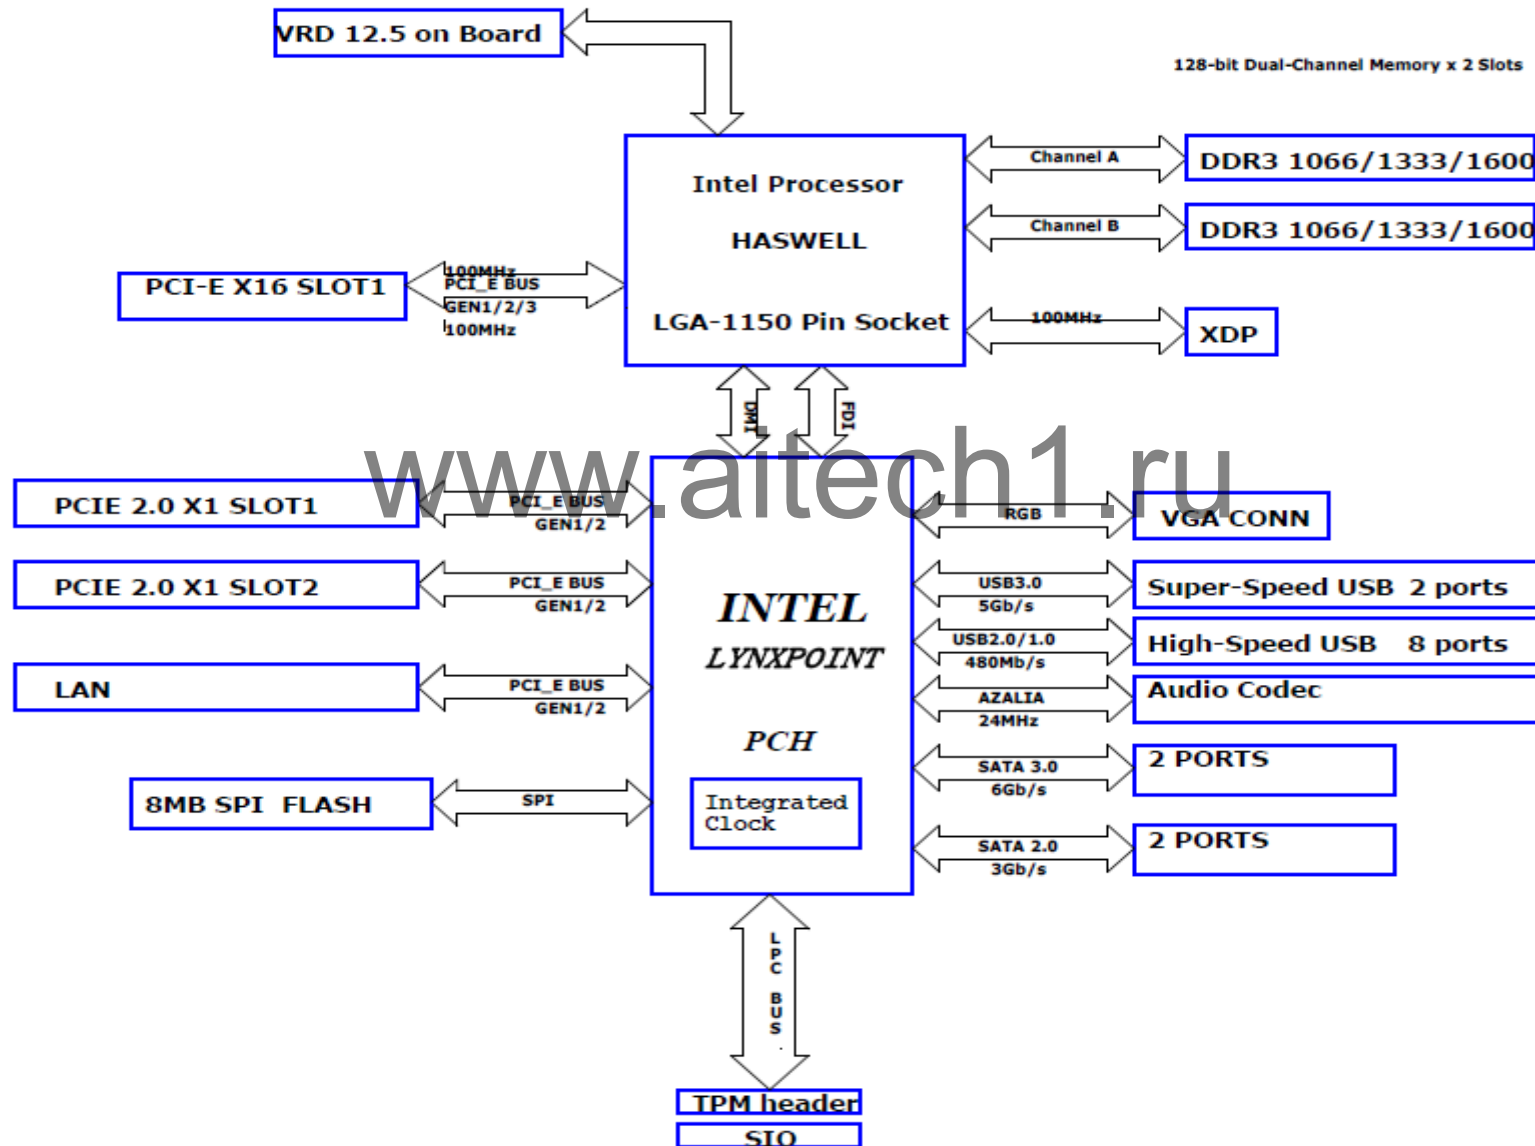 VRD 12.5 on Board
128-bit Dual-Channel Memory x 2 Slots
Intel Processor
HASWELL
LGA-1150 Pin Socket
Channel A
DDR3 1066/1333/1600
Channel B
DDR3 1066/1333/1600
PCI-E X16 SLOT1
100MHz
PCI_E BUS
GEN1/2/3
100MHz
100MHz
XDP
DMI
FDI
www.aitech1.ru
PCIE 2.0 X1 SLOT1
PCI_E BUS
GEN1/2
PCIE 2.0 X1 SLOT2
PCI_E BUS
GEN1/2
LAN
PCI_E BUS
GEN1/2
8MB SPI FLASH
SPI
INTEL
LYNXPOINT
PCH
Integrated
Clock
RGB
VGA CONN
USB3.0
5Gb/s
Super-Speed USB 2 ports
USB2.0/1.0
480Mb/s
High-Speed USB 8 ports
AZALIA
24MHz
Audio Codec
SATA 3.0
6Gb/s
2 PORTS
SATA 2.0
3Gb/s
2 PORTS
LPC BUS
TPM header
SIO